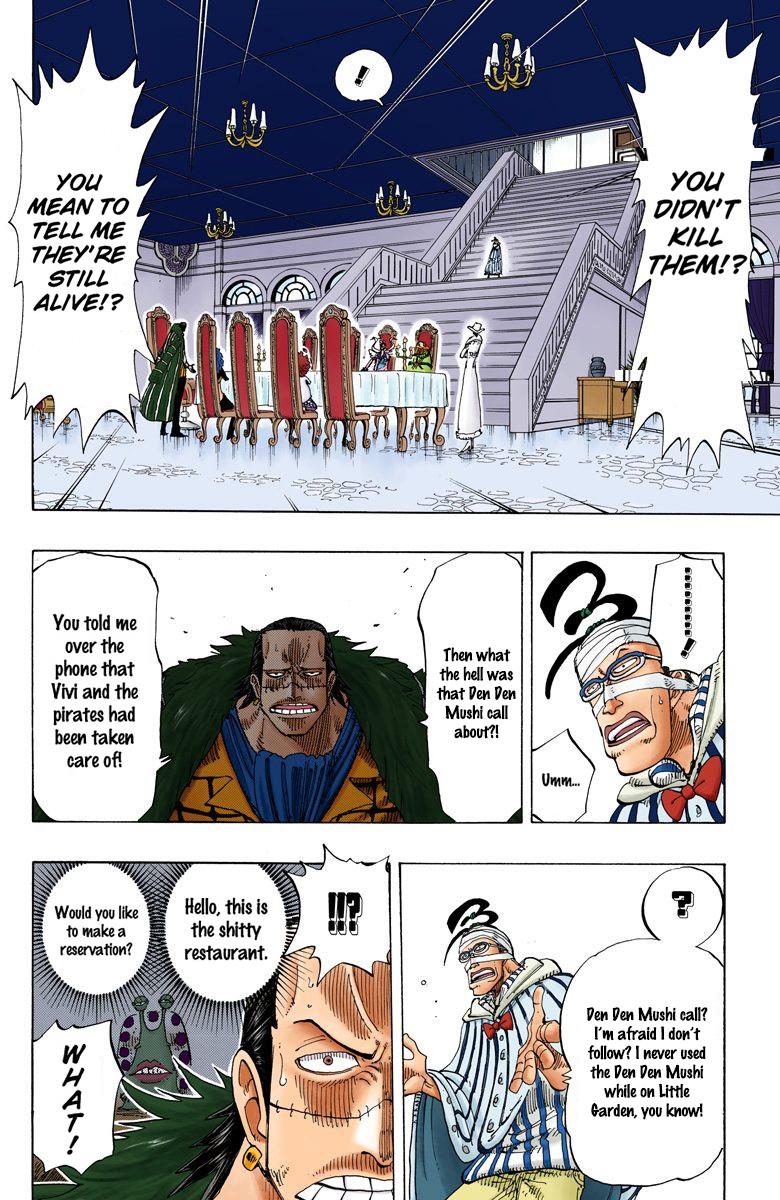 !
YOU
DIDN'T
KILL
THEM!?
YOU
MEAN TO
TELL ME
THEY'RE
STILL
ALIVE!?
!!!!!!!!!!
Umm...
Then what
the hell was
that Den Den
Mushi call
about?!
You told me
over the
phone that
Vivi and the
pirates had
been taken
care of!
?
Den Den Mushi call?
I'm afraid I don't
follow? I never used
the Den Den Mushi
while on Little
Garden, you know!
!!!?
Hello, this is
the shitty
restaurant.
Would you like
to make a
reservation?
WHAT!